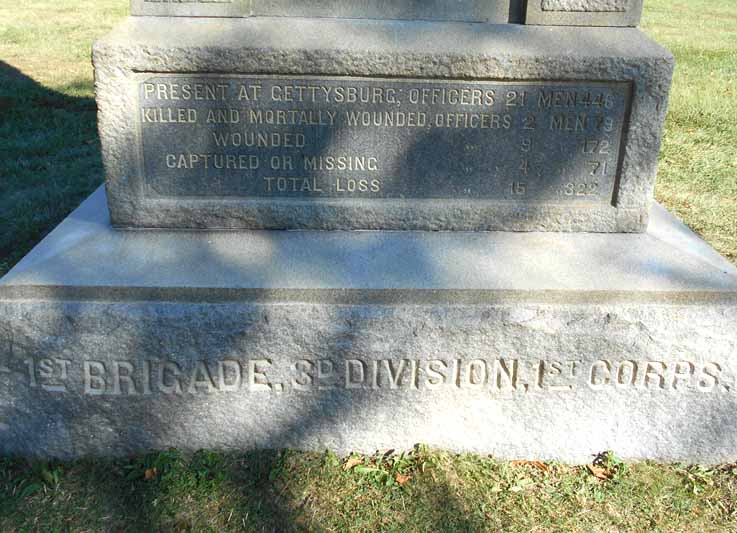 PRESENT AT GETTYSBURG, OFFICERS 21 MEN 446
KILLED AND MORTALLY WOUNDED, OFFICERS 2 MEN 79
WOUNDED " 9 " 172
CAPTURED OR MISSING " 4 " 71
TOTAL LOSS " 15 " 322
1ST BRIGADE, 3D DIVISION, 1ST CORPS.